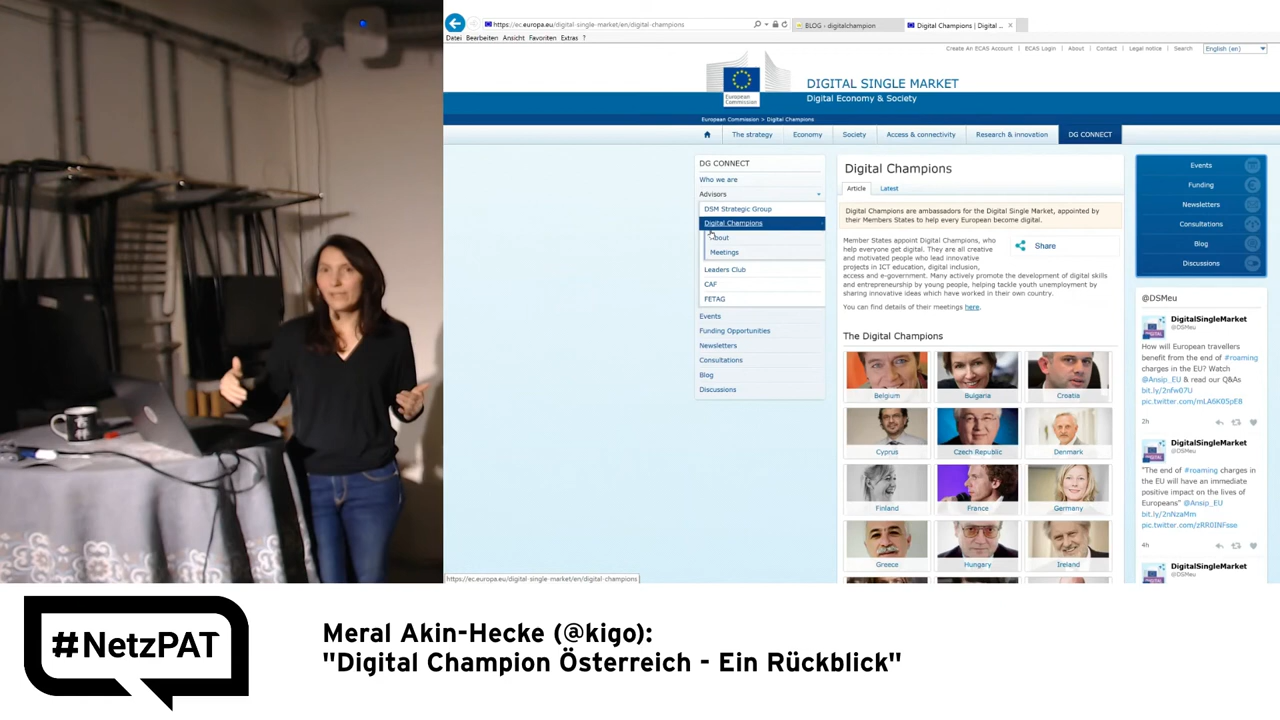 https://ec.europa.eu/digital-single-market/en/digital-champions
BLOG - digitalchampion
Digital Champions | Digital ...
Datei Bearbeiten Ansicht Favoriten Extras ?
Create An ECAS Account | ECAS Login | About | Contact | Legal notice | Search
English (en)
European
Commission
DIGITAL SINGLE MARKET
Digital Economy & Society
European Commission > Digital Champions
The strategy
Economy
Society
Access & connectivity
Research & innovation
DG CONNECT
DG CONNECT
Who we are
Advisors
DSM Strategic Group
Digital Champions
About
Meetings
Leaders Club
CAF
FETAG
Events
Funding Opportunities
Newsletters
Consultations
Blog
Discussions
Digital Champions
Article
Latest
Digital Champions are ambassadors for the Digital Single Market, appointed by
their Members States to help every European become digital.
Member States appoint Digital Champions, who
help everyone get digital. They are all creative
and motivated people who lead innovative
projects in ICT education, digital inclusion,
access and e-government. Many actively promote the development of digital skills
and entrepreneurship by young people, helping tackle youth unemployment by
sharing innovative ideas which have worked in their own country.
Share
You can find details of their meetings here.
The Digital Champions
Belgium
Bulgaria
Croatia
Cyprus
Czech Republic
Denmark
Finland
France
Germany
Greece
Hungary
Ireland
Events
Funding
Newsletters
Consultations
Blog
Discussions
@DSMeu
DigitalSingleMarket
@DSMeu
How will European travellers
benefit from the end of #roaming
charges in the EU? Watch
@Ansip_EU & read our Q&As
bit.ly/2nfw07U
pic.twitter.com/mLA6K05pEB
2h
DigitalSingleMarket
@DSMeu
"The end of #roaming charges in
the EU will have an immediate
positive impact on the lives of
Europeans" @Ansip_EU
bit.ly/2nNzaMm
pic.twitter.com/zRR0INFsse
4h
DigitalSingleMarket
@DSMeu
https://ec.europa.eu/digital-single-market/en/digital-champions
#NetzPAT
Meral Akin-Hecke (@kigo):
"Digital Champion Österreich - Ein Rückblick"